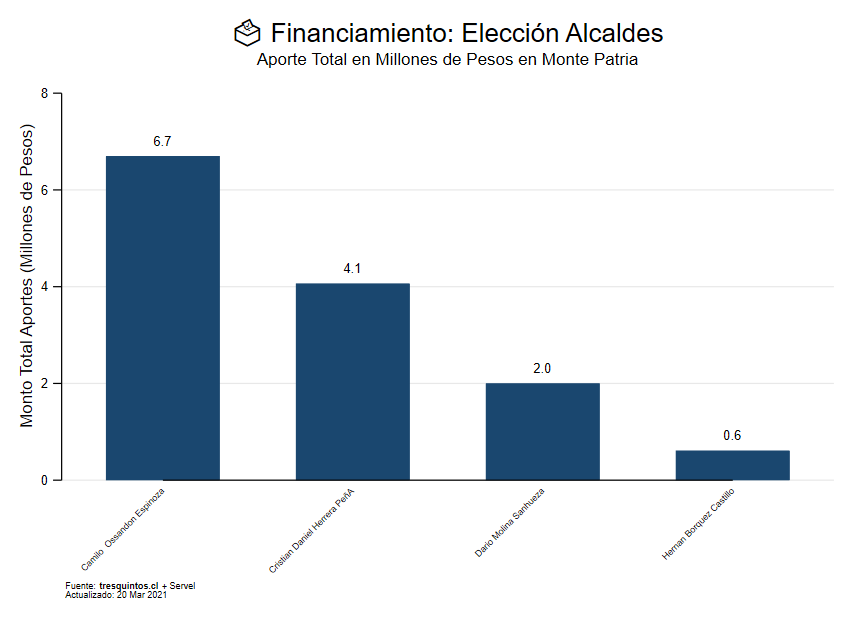 Financiamiento: Elección Alcaldes
Aporte Total en Millones de Pesos en Monte Patria
Monto Total Aportes (Millones de Pesos)
8
6
4
2
0
6.7
4.1
2.0
0.6
Camilo  Ossandon Espinoza
Cristian Daniel Herrera PeñA
Dario Molina Sanhueza
Hernan Borquez Castillo
Fuente: tresquintos.cl + Servel
Actualizado: 20 Mar 2021